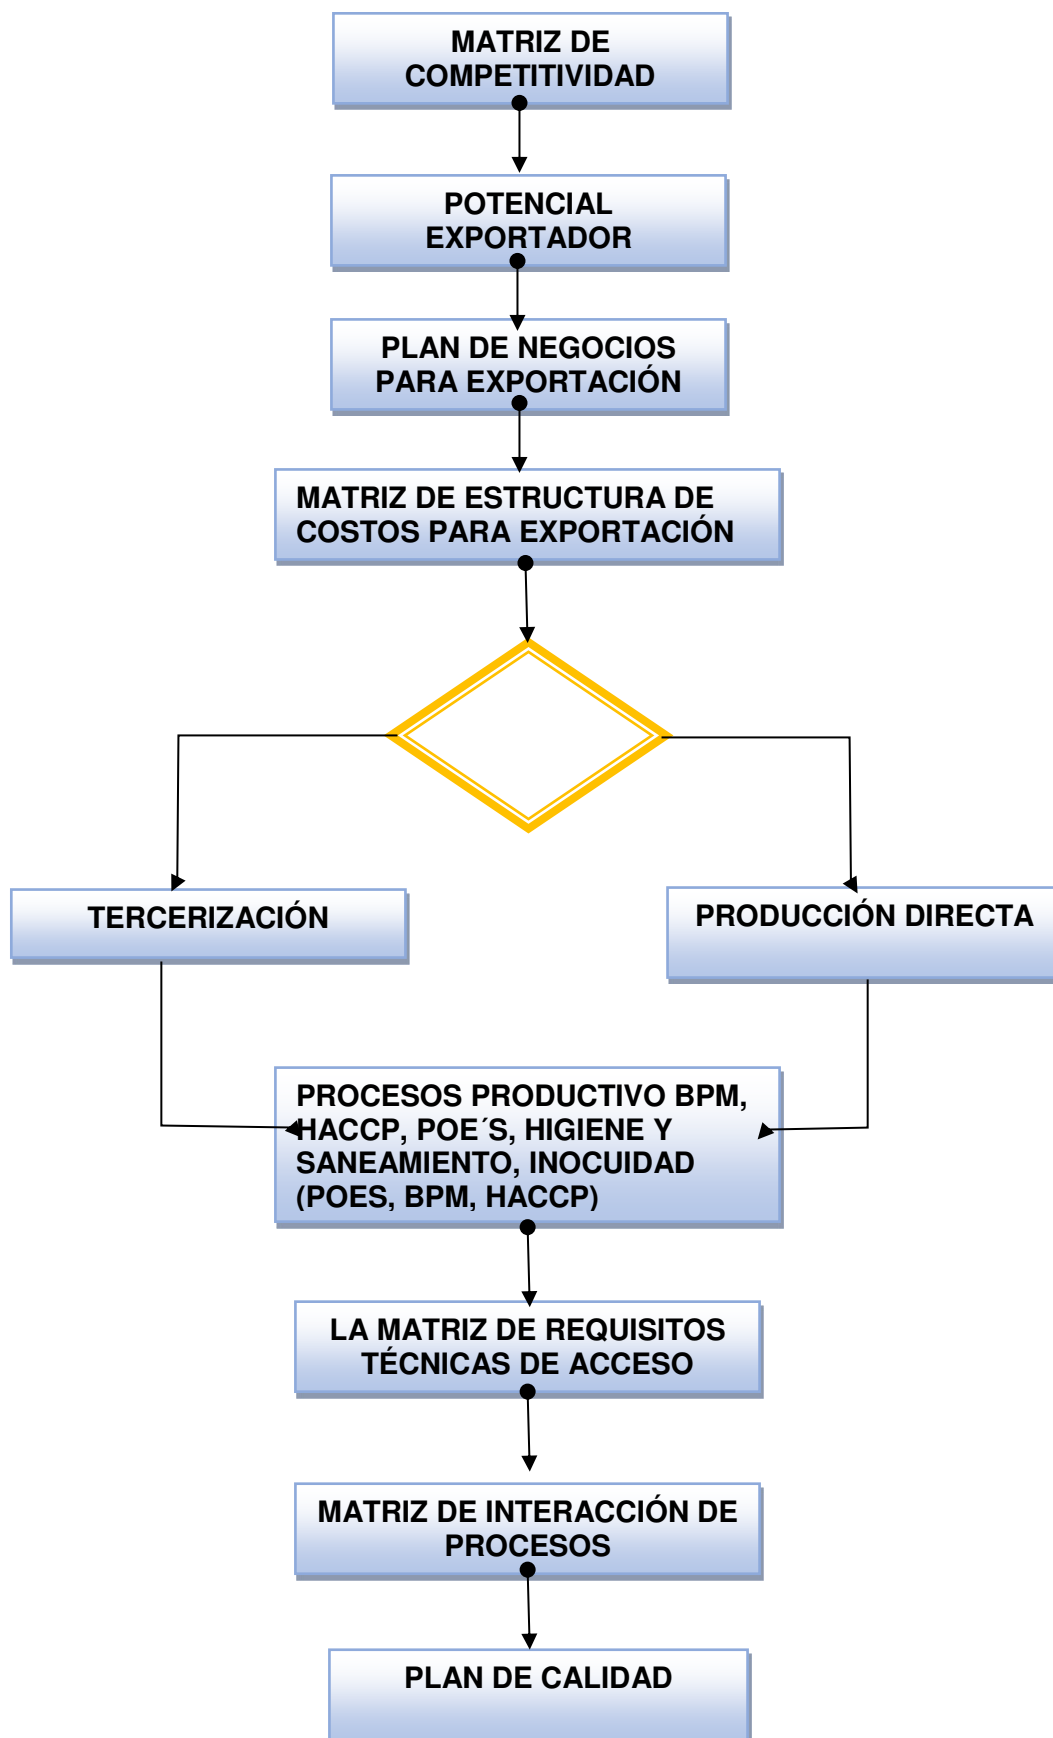 MATRIZ DE
COMPETITIVIDAD
POTENCIAL
EXPORTADOR
PLAN DE NEGOCIOS
PARA EXPORTACIÓN
MATRIZ DE ESTRUCTURA DE
COSTOS PARA EXPORTACIÓN
TERCERIZACIÓN
PRODUCCIÓN DIRECTA
PROCESOS PRODUCTIVO BPM,
HACCP, POE´S, HIGIENE Y
SANEAMIENTO, INOCUIDAD
(POES, BPM, HACCP)
LA MATRIZ DE REQUISITOS
TÉCNICAS DE ACCESO
MATRIZ DE INTERACCIÓN DE
PROCESOS
PLAN DE CALIDAD